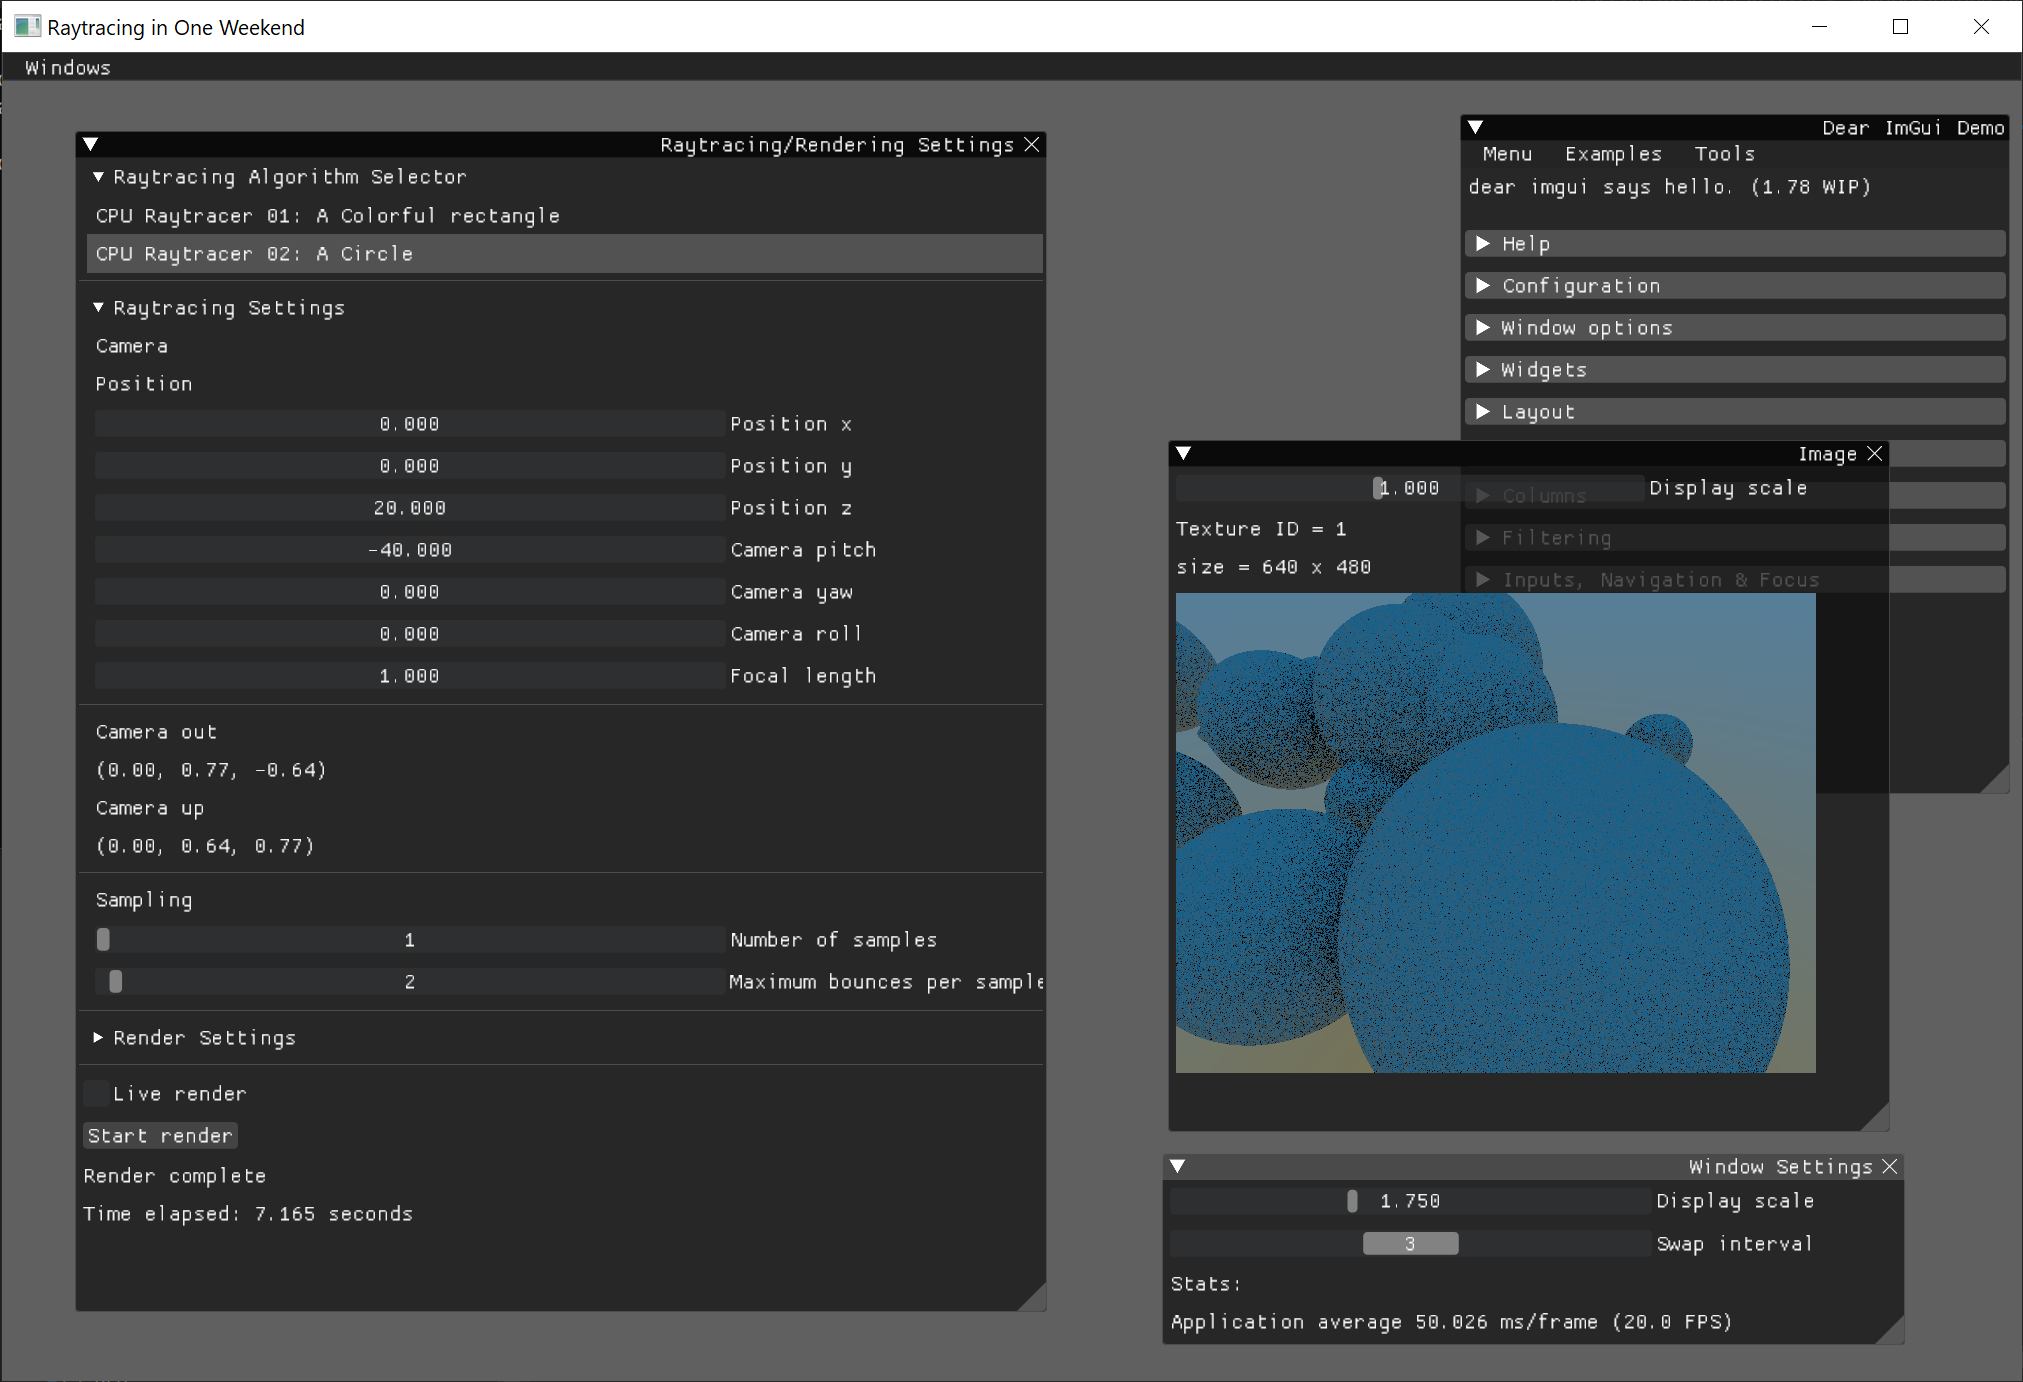 Raytracing in One Weekend
Windows
Raytracing/Rendering Settings
Raytracing Algorithm Selector
CPU Raytracer 01: A Colorful rectangle
CPU Raytracer 02: A Circle
Raytracing Settings
Camera
Position
0.000 Position x
0.000 Position y
20.000 Position z
-40.000 Camera pitch
0.000 Camera yaw
0.000 Camera roll
1.000 Focal length
Camera out
(0.00, 0.77, -0.64)
Camera up
(0.00, 0.64, 0.77)
Sampling
1 Number of samples
2 Maximum bounces per sample
Render Settings
Live render
Start render
Render complete
Time elapsed: 7.165 seconds
Dear ImGui Demo
Menu Examples Tools
dear imgui says hello. (1.78 WIP)
Help
Configuration
Window options
Widgets
Layout
Columns
Filtering
Inputs, Navigation & Focus
Image
1.000 Display scale
Texture ID = 1
size = 640 x 480
Window Settings
1.750 Display scale
3 Swap interval
Stats:
Application average 50.026 ms/frame (20.0 FPS)